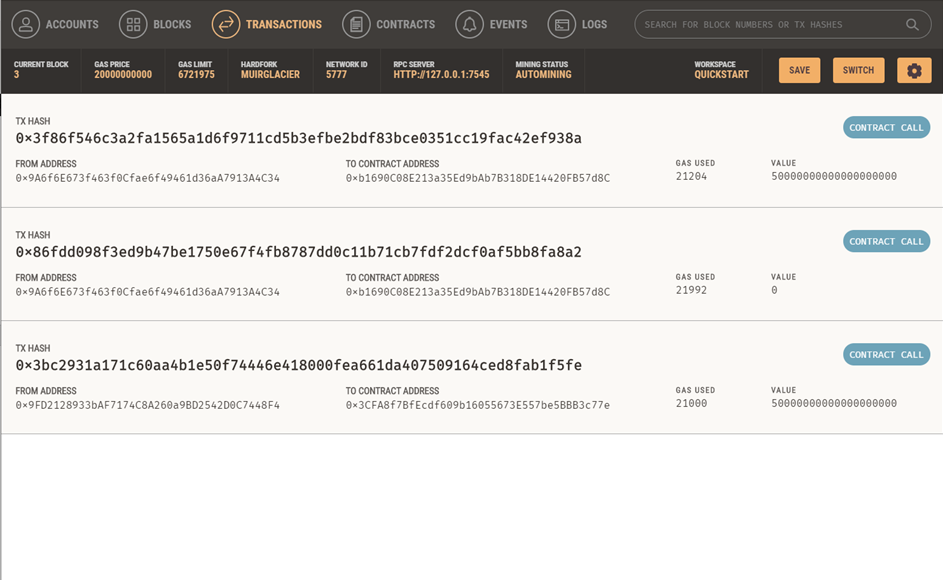 ACCOUNTS BLOCKS TRANSACTIONS CONTRACTS EVENTS LOGS SEARCH FOR BLOCK NUMBERS OR TX HASHES
CURRENT BLOCK GAS PRICE GAS LIMIT HARDFORK NETWORK ID RPC SERVER MINING STATUS WORKSPACE
3 20000000000 6721975 MUIRGLACIER 5777 HTTP://127.0.0.1:7545 AUTOMINING QUICKSTART SAVE SWITCH
TX HASH
0×3f86f546c3a2fa1565a1d6f9711cd5b3efbe2bdf83bce0351cc19fac42ef938a CONTRACT CALL
FROM ADDRESS TO CONTRACT ADDRESS GAS USED VALUE
0×9A6f6E673f463f0Cfae6f49461d36aA7913A4C34 0×b1690C08E213a35Ed9bAb7B318DE14420FB57d8C 21204 50000000000000000000
TX HASH
0×86fdd098f3ed9b47be1750e67f4fb8787dd0c11b71cb7fdf2dcf0af5bb8fa8a2 CONTRACT CALL
FROM ADDRESS TO CONTRACT ADDRESS GAS USED VALUE
0×9A6f6E673f463f0Cfae6f49461d36aA7913A4C34 0×b1690C08E213a35Ed9bAb7B318DE14420FB57d8C 21992 0
TX HASH
0×3bc2931a171c60aa4b1e50f74446e418000fea661da407509164ced8fab1f5fe CONTRACT CALL
FROM ADDRESS TO CONTRACT ADDRESS GAS USED VALUE
0×9FD2128933bAF7174C8A260a9BD2542D0C7448F4 0×3CFA8f7BfEcdf609b16055673E557be5BBB3c77e 21000 50000000000000000000